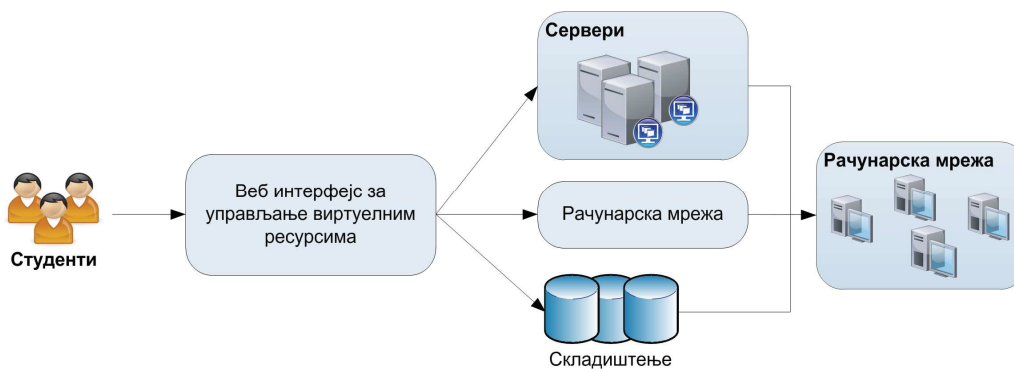 Студенти
Веб интерфејс за
управљање виртуелним
ресурсима
Сервери
Рачунарска мрежа
Складиштење
Рачунарска мрежа